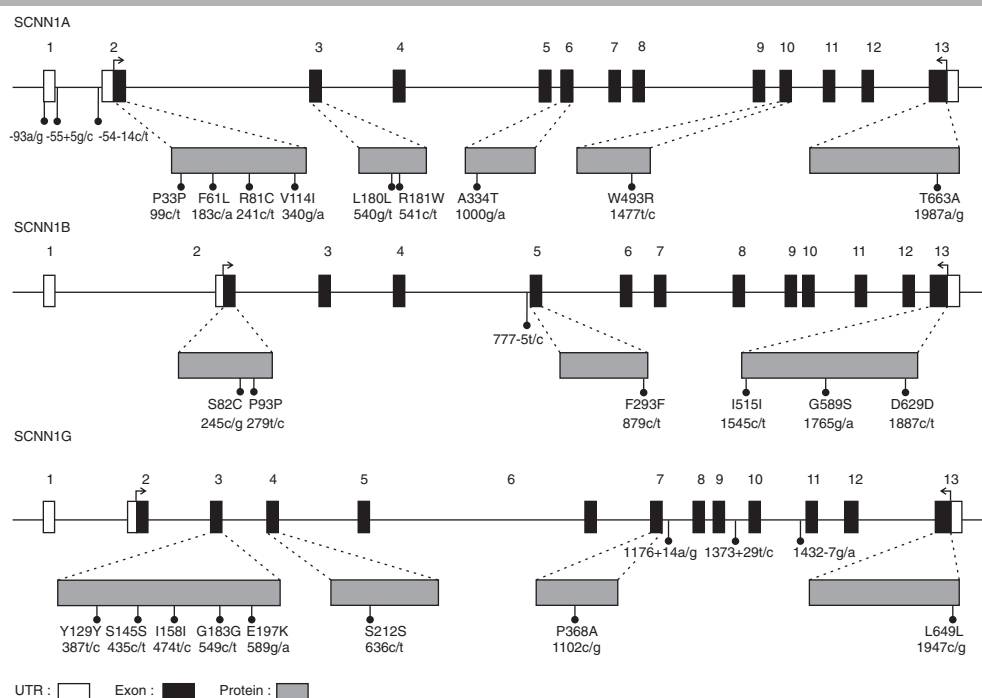 SCNN1A
1 2 3 4 5 6 7 8 9 10 11 12 13
-93a/g -55+5g/c -54-14c/t
P33P F61L R81C V114I L180L R181W A334T W493R T663A
99c/t 183c/a 241c/t 340g/a 540g/t 541c/t 1000g/a 1477t/c 1987a/g
SCNN1B
1 2 3 4 5 6 7 8 9 10 11 12 13
777-5t/c
S82C P93P F293F I515I G589S D629D
245c/g 279t/c 879c/t 1545c/t 1765g/a 1887c/t
SCNN1G
1 2 3 4 5 6 7 8 9 10 11 12 13
1176+14a/g 1373+29t/c 1432-7g/a
Y129Y S145S I158I G183G E197K S212S P368A L649L
387t/c 435c/t 474t/c 549c/t 589g/a 636c/t 1102c/g 1947c/g
UTR : Exon : Protein :